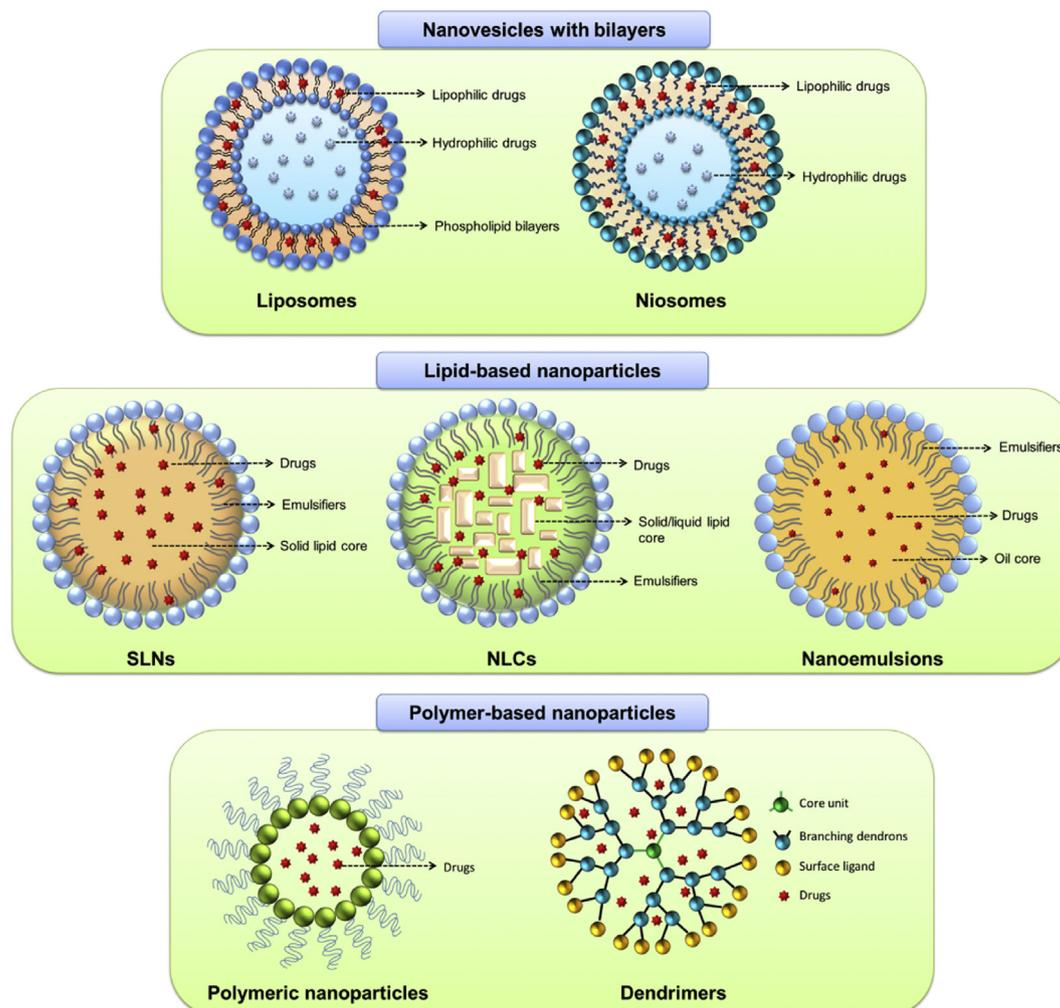 Nanovesicles with bilayers
Lipophilic drugs
Hydrophilic drugs
Phospholipid bilayers
Liposomes
Lipophilic drugs
Hydrophilic drugs
Niosomes
Lipid-based nanoparticles
Drugs
Emulsifiers
Solid lipid core
SLNs
Drugs
Solid/liquid lipid
core
Emulsifiers
NLCs
Emulsifiers
Drugs
Oil core
Nanoemulsions
Polymer-based nanoparticles
Drugs
Polymeric nanoparticles
Core unit
Branching dendrons
Surface ligand
Drugs
Dendrimers